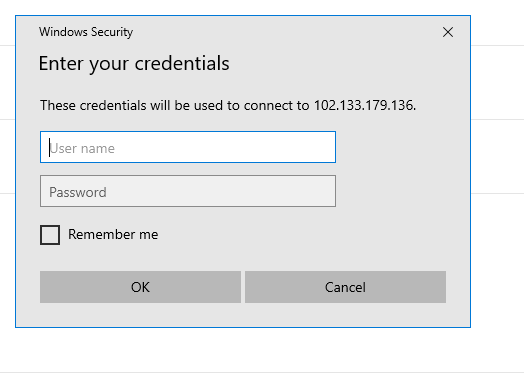 Windows Security
Enter your credentials
These credentials will be used to connect to 102.133.179.136.
User name
Password
Remember me
OK
Cancel